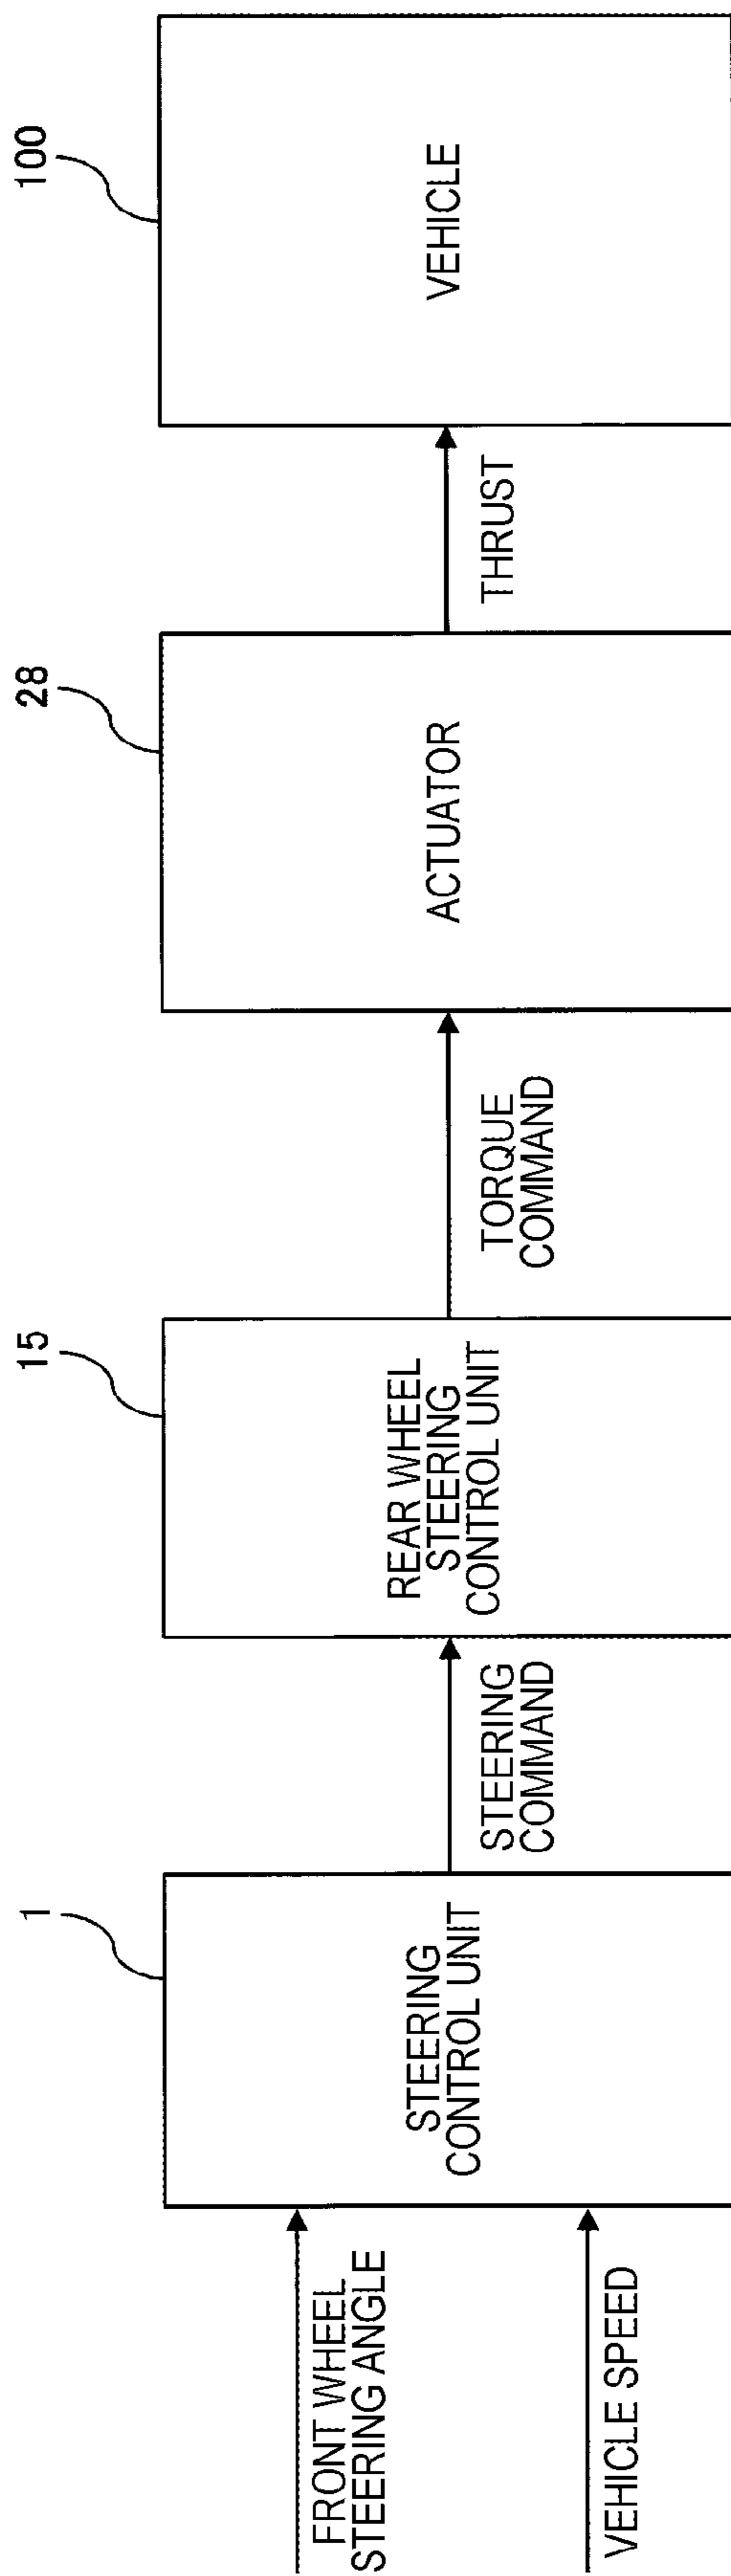 FRONT WHEEL
STEERING ANGLE
VEHICLE SPEED
1
STEERING
CONTROL UNIT
STEERING
COMMAND
15
REAR WHEEL
STEERING
CONTROL UNIT
TORQUE
COMMAND
28
ACTUATOR
THRUST
100
VEHICLE